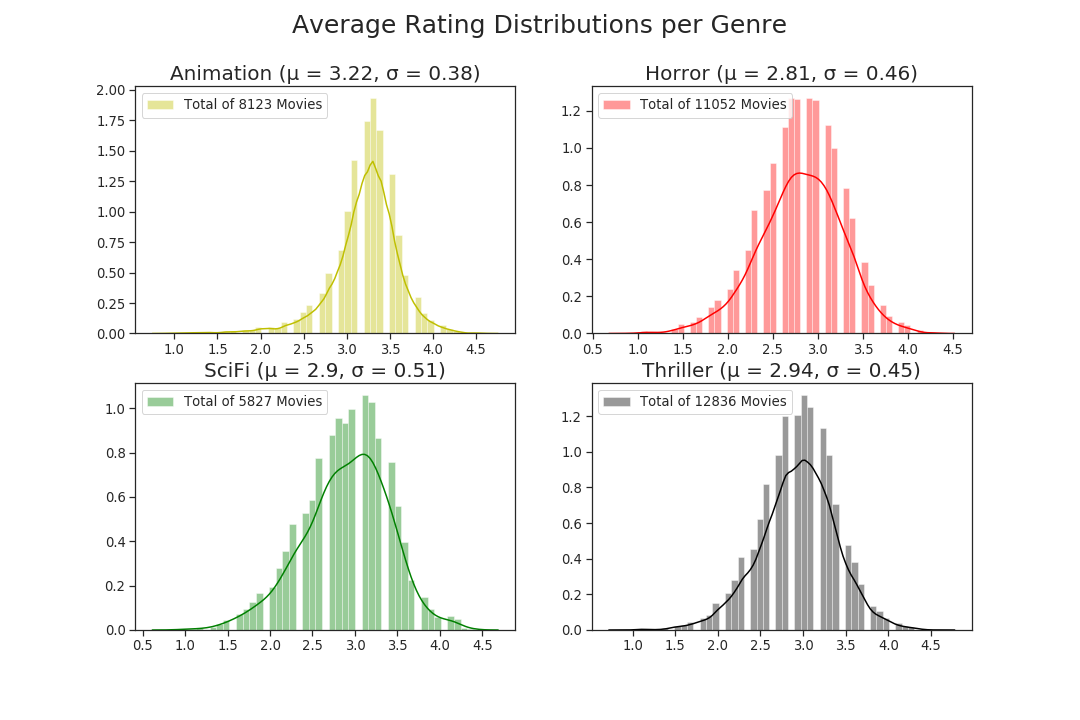 Average Rating Distributions per Genre
Animation (μ = 3.22, σ = 0.38)
Total of 8123 Movies
2.00
1.75
1.50
1.25
1.00
0.75
0.50
0.25
0.00
1.0 1.5 2.0 2.5 3.0 3.5 4.0 4.5
Horror (μ = 2.81, σ = 0.46)
Total of 11052 Movies
1.2
1.0
0.8
0.6
0.4
0.2
0.0
0.5 1.0 1.5 2.0 2.5 3.0 3.5 4.0 4.5
SciFi (μ = 2.9, σ = 0.51)
Total of 5827 Movies
1.0
0.8
0.6
0.4
0.2
0.0
0.5 1.0 1.5 2.0 2.5 3.0 3.5 4.0 4.5
Thriller (μ = 2.94, σ = 0.45)
Total of 12836 Movies
1.2
1.0
0.8
0.6
0.4
0.2
0.0
1.0 1.5 2.0 2.5 3.0 3.5 4.0 4.5